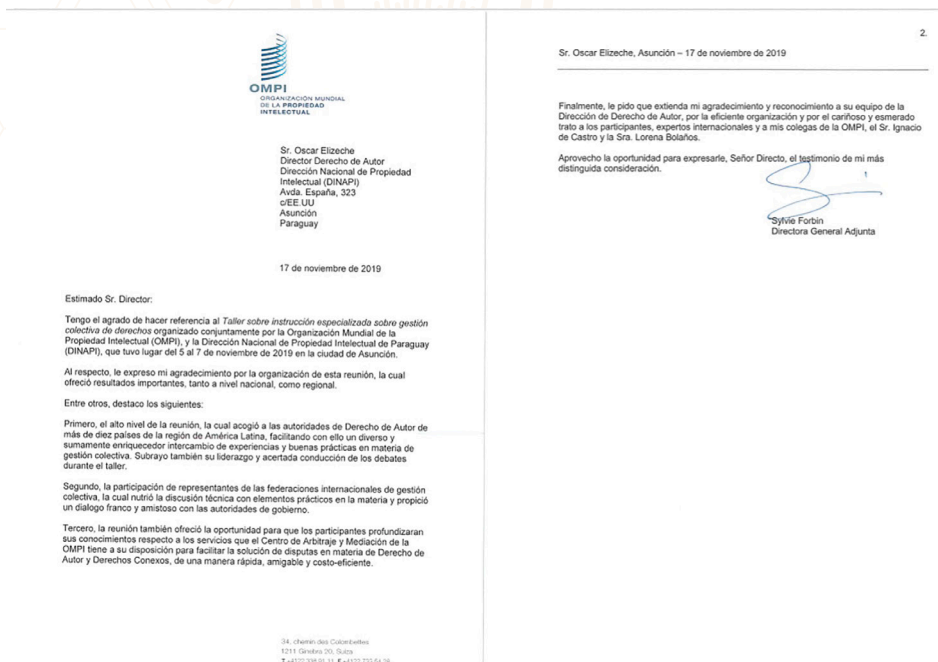 OMPI
ORGANIZACIÓN MUNDIAL
DE LA PROPIEDAD
INTELECTUAL
Sr. Oscar Elizeche
Director Derecho de Autor
Dirección Nacional de Propiedad
Intelectual (DINAPI)
Avda. España, 323
c/EE.UU
Asunción
Paraguay
17 de noviembre de 2019
Estimado Sr. Director:
Tengo el agrado de hacer referencia al Taller sobre instrucción especializada sobre gestión
colectiva de derechos organizado conjuntamente por la Organización Mundial de la
Propiedad Intelectual (OMPI), y la Dirección Nacional de Propiedad Intelectual de Paraguay
(DINAPI), que tuvo lugar del 5 al 7 de noviembre de 2019 en la ciudad de Asunción.
Al respecto, le expreso mi agradecimiento por la organización de esta reunión, la cual
ofreció resultados importantes, tanto a nivel nacional, como regional.
Entre otros, destaco los siguientes:
Primero, el alto nivel de la reunión, la cual acogió a las autoridades de Derecho de Autor de
más de diez países de la región de América Latina, facilitando con ello un diverso y
sumamente enriquecedor intercambio de experiencias y buenas prácticas en materia de
gestión colectiva. Subrayo también su liderazgo y acertada conducción de los debates
durante el taller.
Segundo, la participación de representantes de las federaciones internacionales de gestión
colectiva, la cual nutrió la discusión técnica con elementos prácticos en la materia y propició
un dialogo franco y amistoso con las autoridades de gobierno.
Tercero, la reunión también ofreció la oportunidad para que los participantes profundizaran
sus conocimientos respecto a los servicios que el Centro de Arbitraje y Mediación de la
OMPI tiene a su disposición para facilitar la solución de disputas en materia de Derecho de
Autor y Derechos Conexos, de una manera rápida, amigable y costo-eficiente.
34, chemin des Colombettes
1211 Ginebra 20, Suiza
2.
Sr. Oscar Elizeche, Asunción – 17 de noviembre de 2019
Finalmente, le pido que extienda mi agradecimiento y reconocimiento a su equipo de la
Dirección de Derecho de Autor, por la eficiente organización y por el cariñoso y esmerado
trato a los participantes, expertos internacionales y a mis colegas de la OMPI, el Sr. Ignacio
de Castro y la Sra. Lorena Bolaños.
Aprovecho la oportunidad para expresarle, Señor Directo, el testimonio de mi más
distinguida consideración.
Sylvie Forbin
Directora General Adjunta